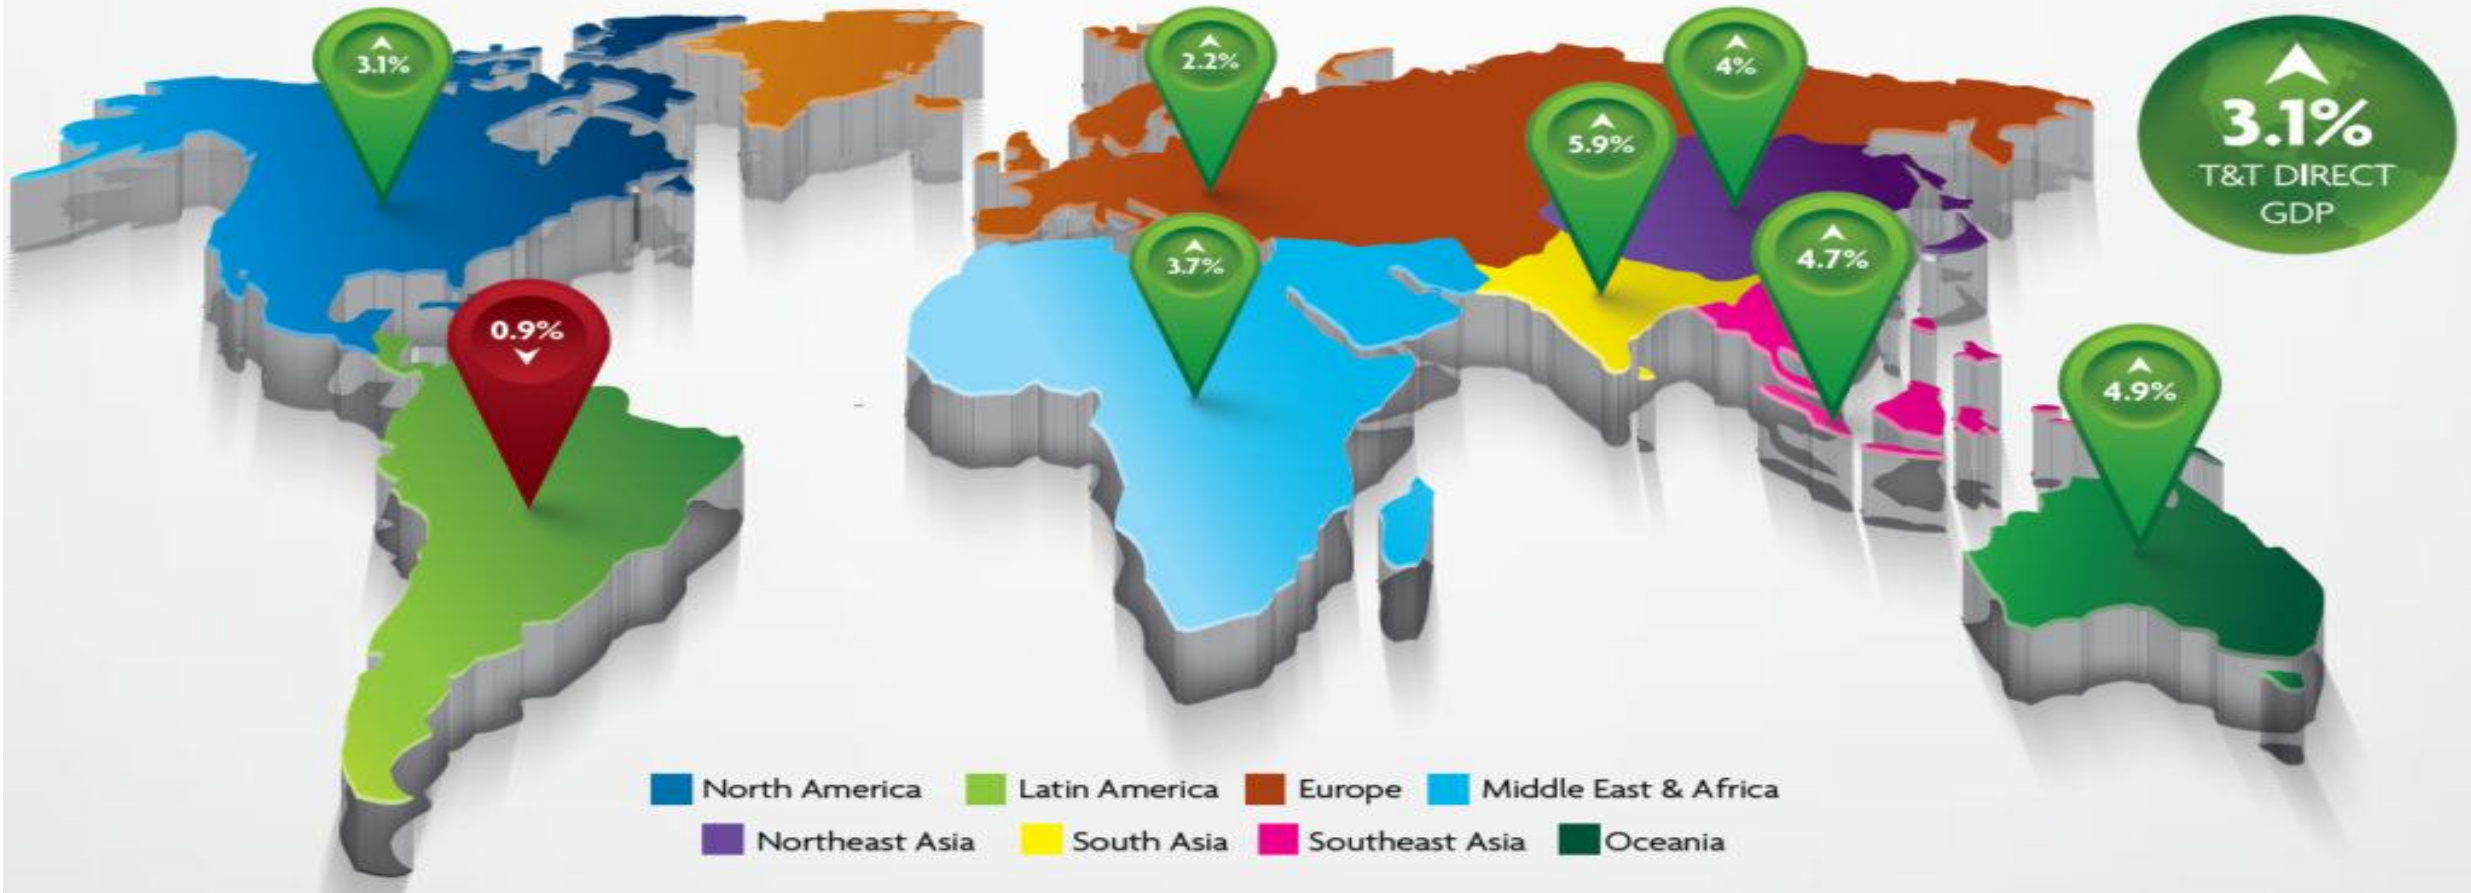 3.1%
2.2%
4%
5.9%
3.1%
T&T DIRECT
GDP
3.7%
4.7%
0.9%
4.9%
North America
Latin America
Europe
Middle East & Africa
Northeast Asia
South Asia
Southeast Asia
Oceania